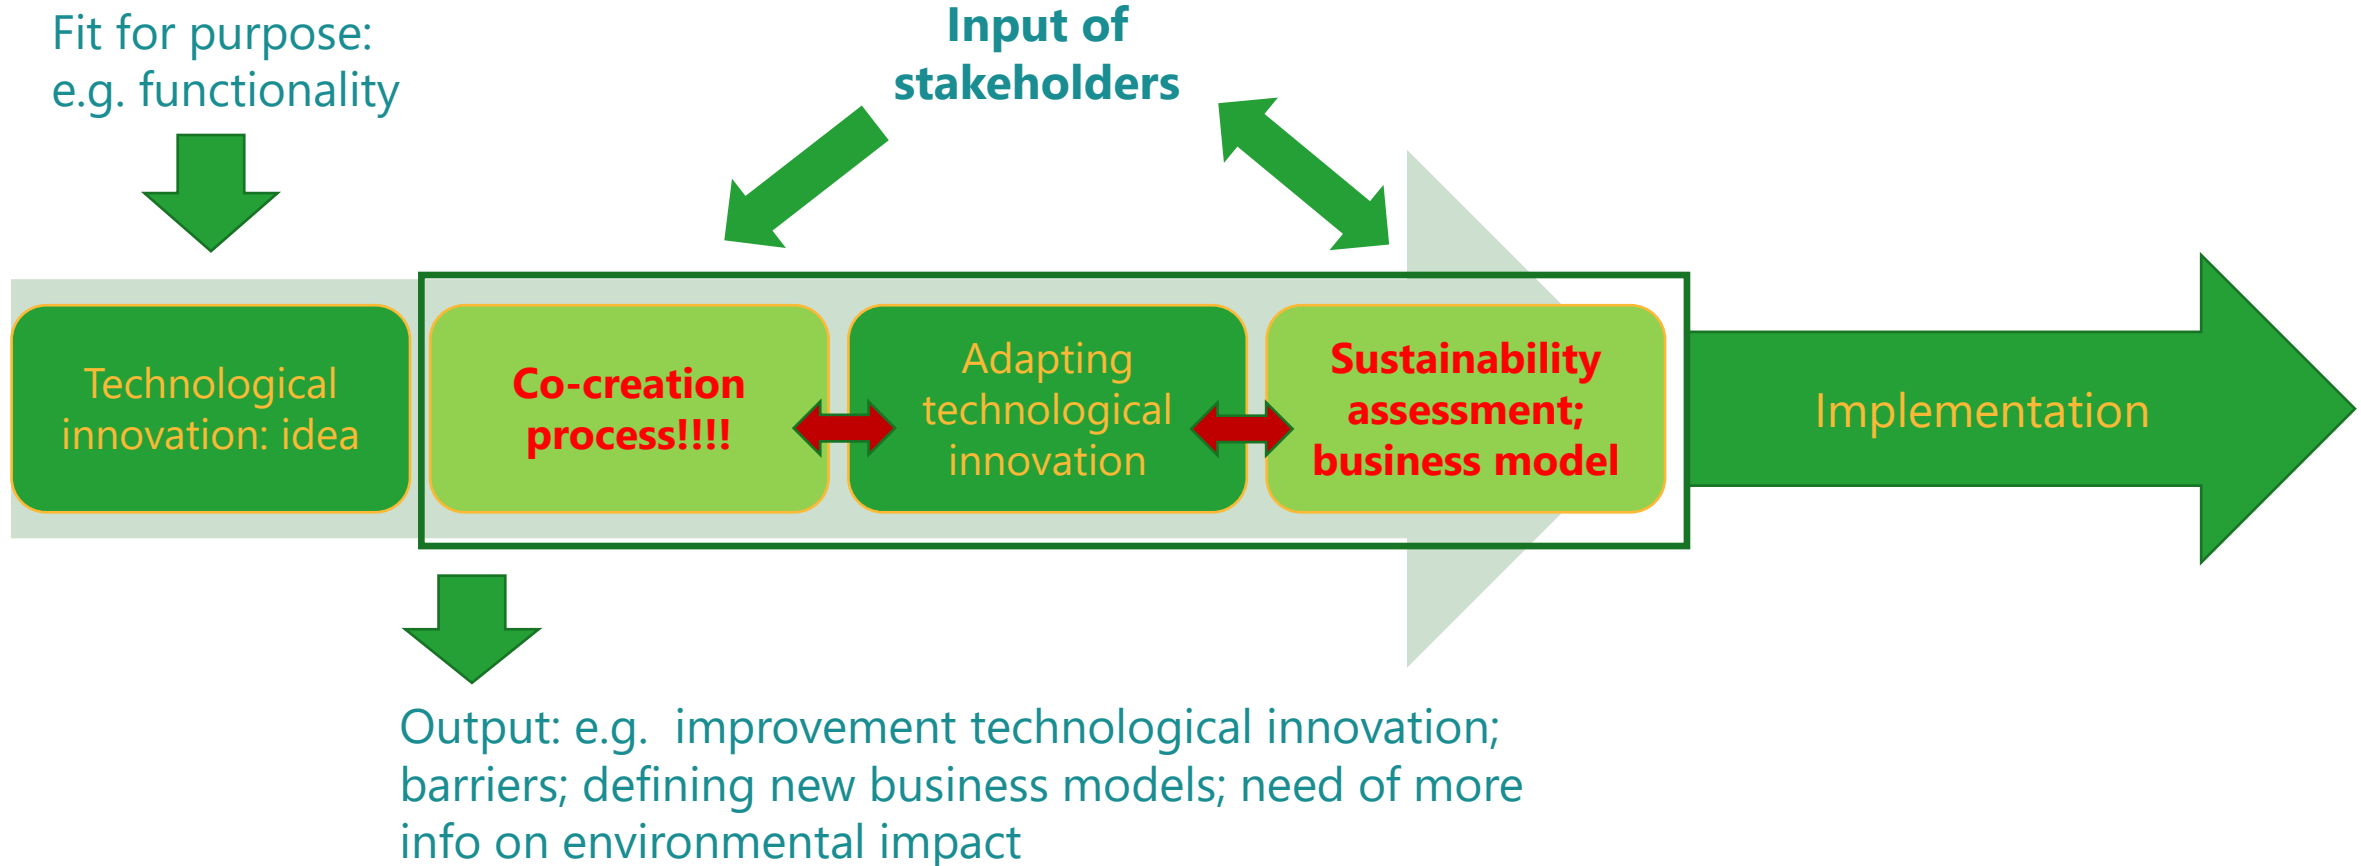 Fit for purpose:
e.g. functionality
Input of
stakeholders
Technological
innovation: idea
Co-creation
process!!!!
Adapting
technological
innovation
Sustainability
assessment;
business model
Implementation
Output: e.g.  improvement technological innovation;
barriers; defining new business models; need of more
info on environmental impact